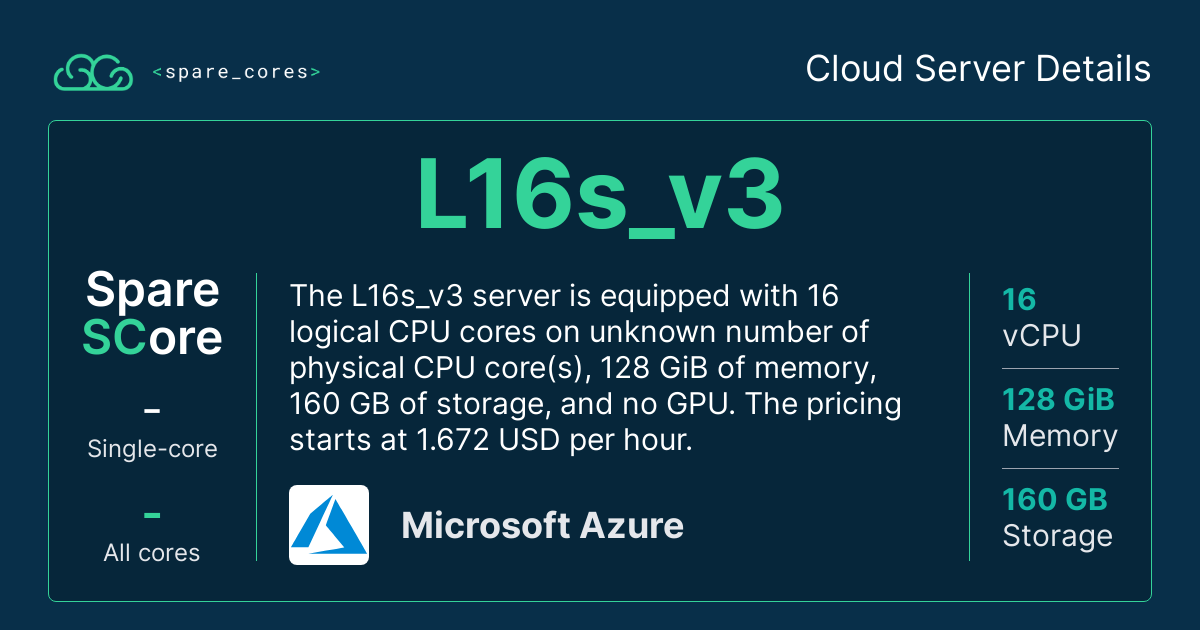 <spare_cores>
Cloud Server Details
L16s_v3
Spare
SCore
–
Single-core
–
All cores
The L16s_v3 server is equipped with 16
logical CPU cores on unknown number of
physical CPU core(s), 128 GiB of memory,
160 GB of storage, and no GPU. The pricing
starts at 1.672 USD per hour.
Microsoft Azure
16
vCPU
128 GiB
Memory
160 GB
Storage